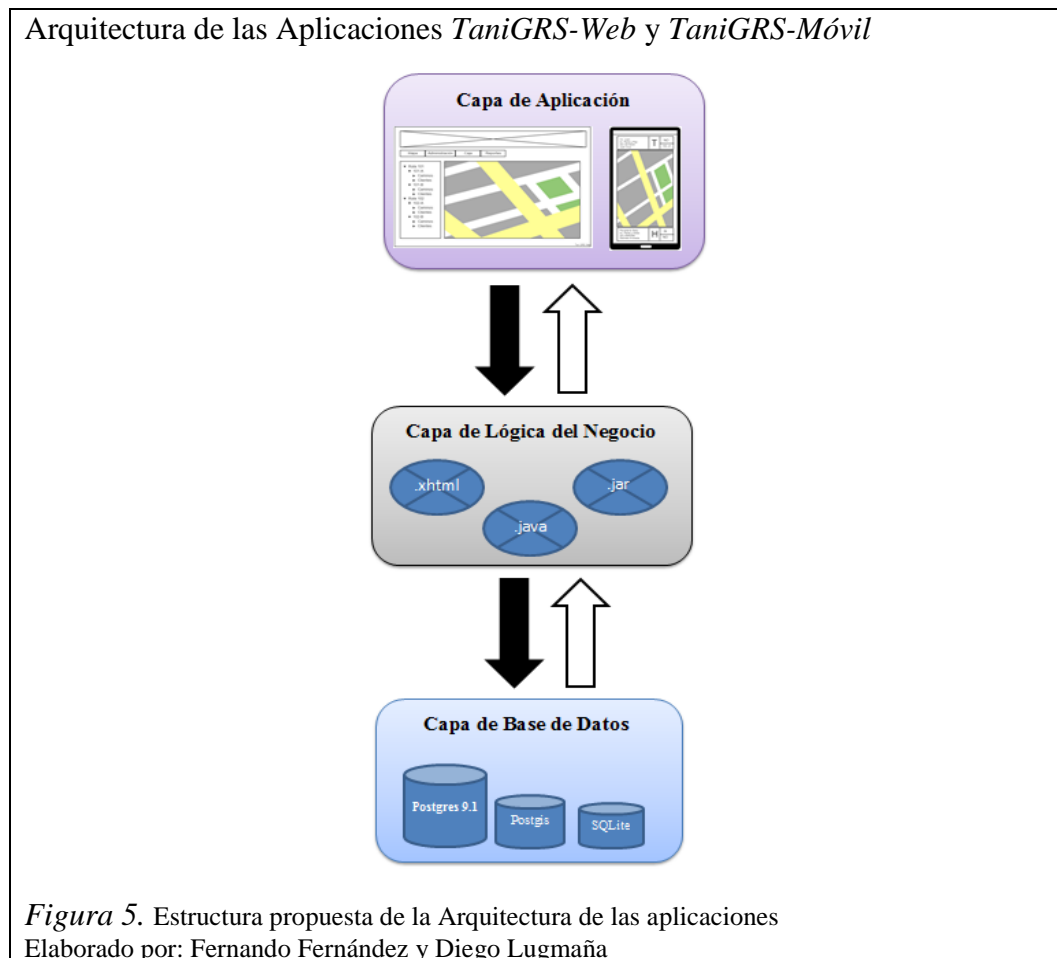 Arquitectura de las Aplicaciones TaniGRS-Web y TaniGRS-Móvil
Capa de Aplicación
T
H
Capa de Lógica del Negocio
.xhtml
.jar
.java
Capa de Base de Datos
Postgres 9.1
Postgis
SQLite
Figura 5. Estructura propuesta de la Arquitectura de las aplicaciones
Elaborado por: Fernando Fernández y Diego Lugmaña